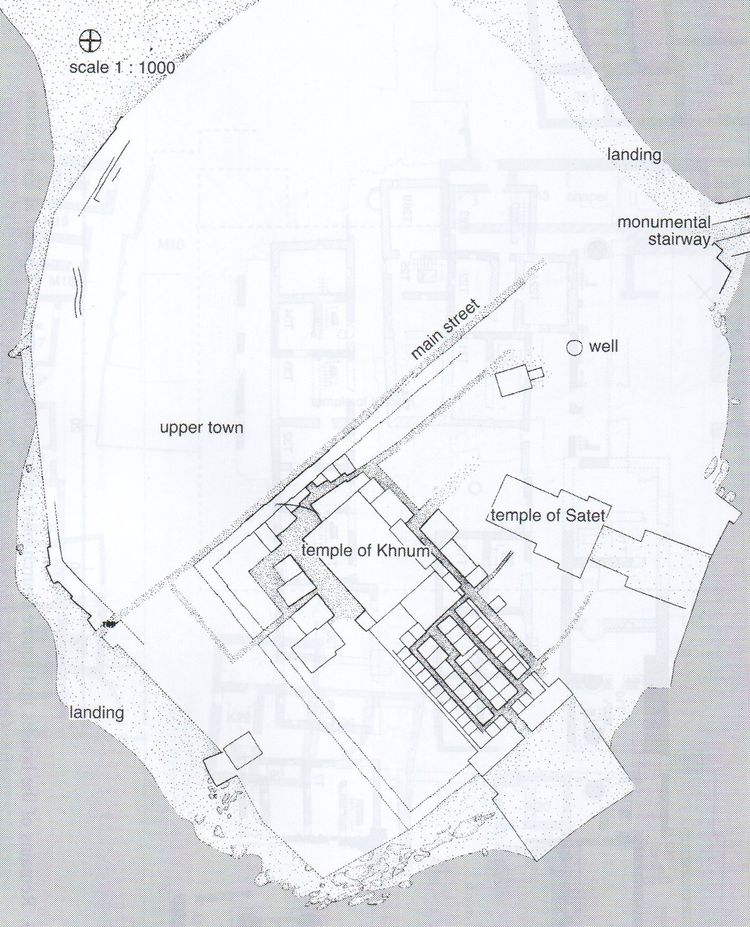 scale 1 : 1000
landing
monumental
stairway
main street
well
upper town
temple of Satet
temple of Khnum
landing